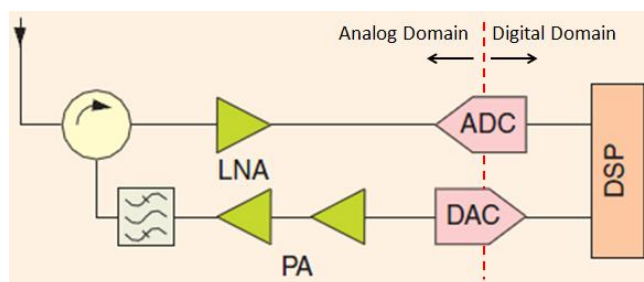 Analog Domain
Digital Domain
ADC
LNA
DAC
PA
DSP